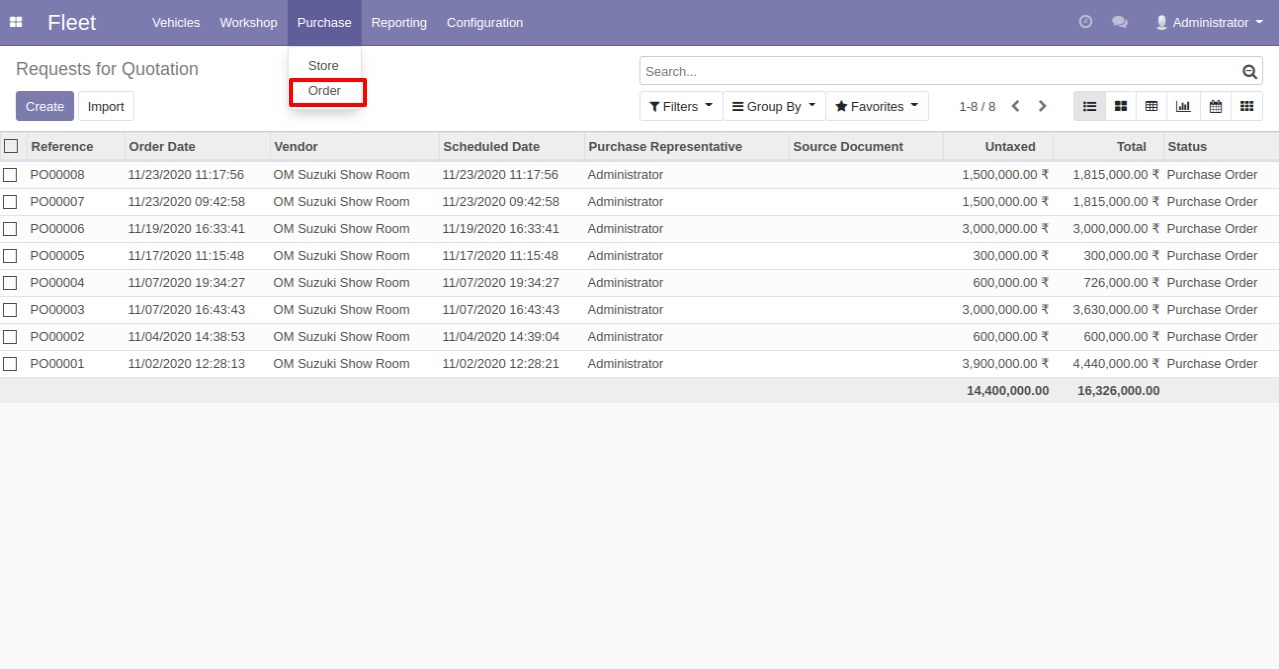 Fleet Vehicles Workshop Purchase Reporting Configuration Administrator
Store
Order
Requests for Quotation
Search...
Create Import
Filters Group By Favorites 1-8 / 8
Reference Order Date Vendor Scheduled Date Purchase Representative Source Document Untaxed Total Status
PO00008 11/23/2020 11:17:56 OM Suzuki Show Room 11/23/2020 11:17:56 Administrator 1,500,000.00 ₹ 1,815,000.00 ₹ Purchase Order
PO00007 11/23/2020 09:42:58 OM Suzuki Show Room 11/23/2020 09:42:58 Administrator 1,500,000.00 ₹ 1,815,000.00 ₹ Purchase Order
PO00006 11/19/2020 16:33:41 OM Suzuki Show Room 11/19/2020 16:33:41 Administrator 3,000,000.00 ₹ 3,000,000.00 ₹ Purchase Order
PO00005 11/17/2020 11:15:48 OM Suzuki Show Room 11/17/2020 11:15:48 Administrator 300,000.00 ₹ 300,000.00 ₹ Purchase Order
PO00004 11/07/2020 19:34:27 OM Suzuki Show Room 11/07/2020 19:34:27 Administrator 600,000.00 ₹ 726,000.00 ₹ Purchase Order
PO00003 11/07/2020 16:43:43 OM Suzuki Show Room 11/07/2020 16:43:43 Administrator 3,000,000.00 ₹ 3,630,000.00 ₹ Purchase Order
PO00002 11/04/2020 14:38:53 OM Suzuki Show Room 11/04/2020 14:39:04 Administrator 600,000.00 ₹ 600,000.00 ₹ Purchase Order
PO00001 11/02/2020 12:28:13 OM Suzuki Show Room 11/02/2020 12:28:21 Administrator 3,900,000.00 ₹ 4,440,000.00 ₹ Purchase Order
14,400,000.00 16,326,000.00